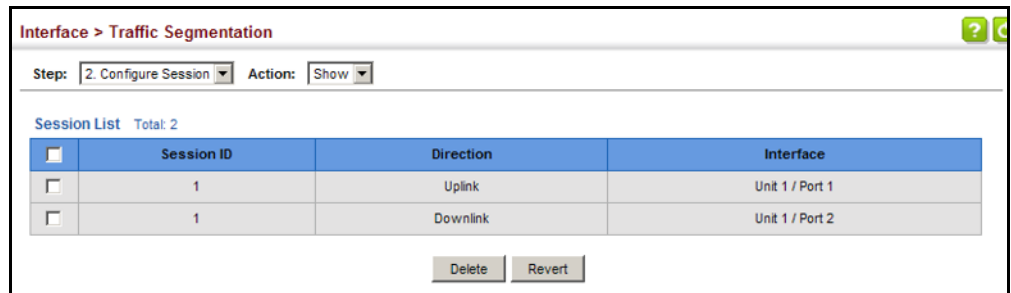 Interface > Traffic Segmentation
?
Step: 2. Configure Session Action: Show
Session List Total: 2
Session ID Direction Interface
1 Uplink Unit 1 / Port 1
1 Downlink Unit 1 / Port 2
Delete Revert